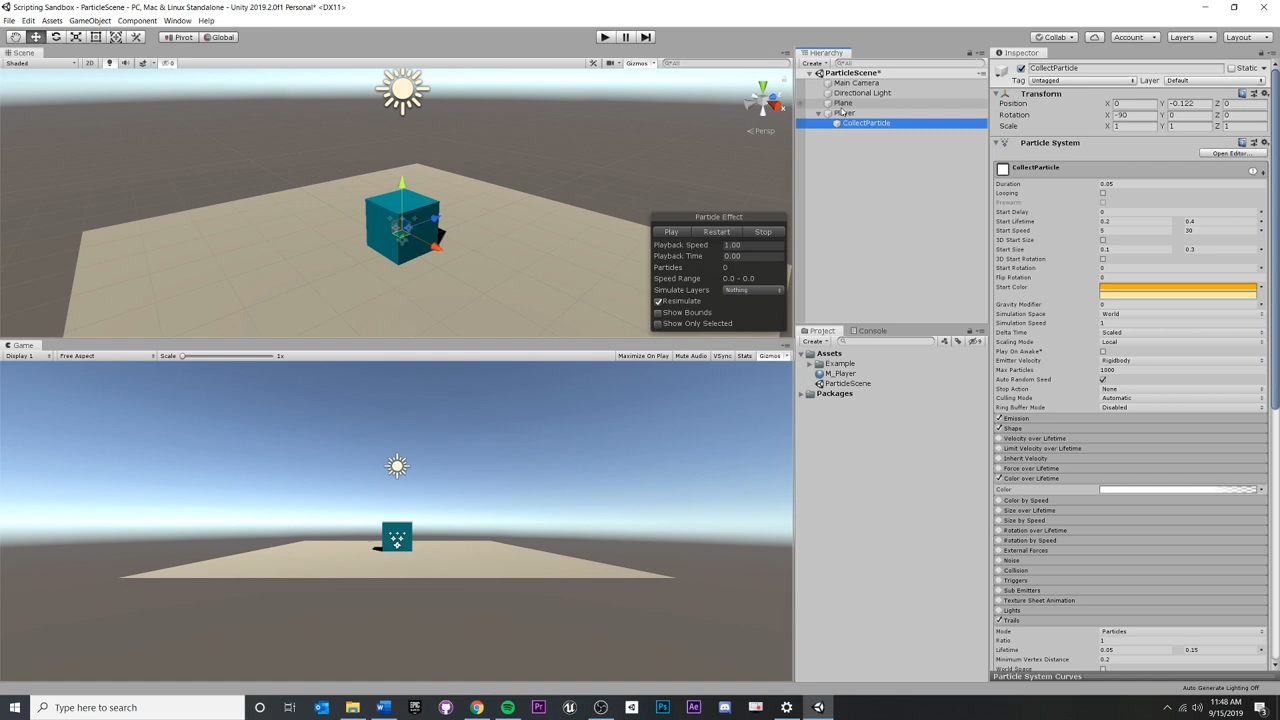 Scripting Sandbox - ParticleScene - PC, Mac & Linux Standalone - Unity 2019.2.0f1 Personal* <DX11>
File Edit Assets GameObject Component Window Help
Pivot Global Collab Account Layers Layout
Scene
Shaded 2D 0 Gizmos All
Persp
Particle Effect
Play Restart Stop
Playback Speed 1.00
Playback Time 0.00
Particles 0
Speed Range 0.0 - 0.0
Simulate Layers Nothing
Resimulate
Show Bounds
Show Only Selected
Game
Display 1 Free Aspect Scale 1x Maximize On Play Mute Audio VSync Stats Gizmos
Hierarchy
Create All
ParticleScene*
Main Camera
Directional Light
Plane
Player
CollectParticle
Project Console
Create
Assets
Example
M_Player
ParticleScene
Packages
Inspector
CollectParticle Static
Tag Untagged Layer Default
Transform
Position X 0 Y -0.122 Z 0
Rotation X -90 Y 0 Z 0
Scale X 1 Y 1 Z 1
Particle System
Open Editor...
CollectParticle
Duration 0.05
Looping
Prewarm
Start Delay 0
Start Lifetime 0.2 0.4
Start Speed 5 30
3D Start Size
Start Size 0.1 0.3
3D Start Rotation
Start Rotation 0
Flip Rotation 0
Start Color
Gravity Modifier 0
Simulation Space World
Simulation Speed 1
Delta Time Scaled
Scaling Mode Local
Play On Awake*
Emitter Velocity Rigidbody
Max Particles 1000
Auto Random Seed
Stop Action None
Culling Mode Automatic
Ring Buffer Mode Disabled
Emission
Shape
Velocity over Lifetime
Limit Velocity over Lifetime
Inherit Velocity
Force over Lifetime
Color over Lifetime
Color
Color by Speed
Size over Lifetime
Size by Speed
Rotation over Lifetime
Rotation by Speed
External Forces
Noise
Collision
Triggers
Sub Emitters
Texture Sheet Animation
Lights
Trails
Mode Particles
Ratio 1
Lifetime 0.05 0.15
Minimum Vertex Distance 0.2
World Space
Particle System Curves
Auto Generate Lighting Off
Type here to search
Pr Ps Ae
11:48 AM
9/15/2019